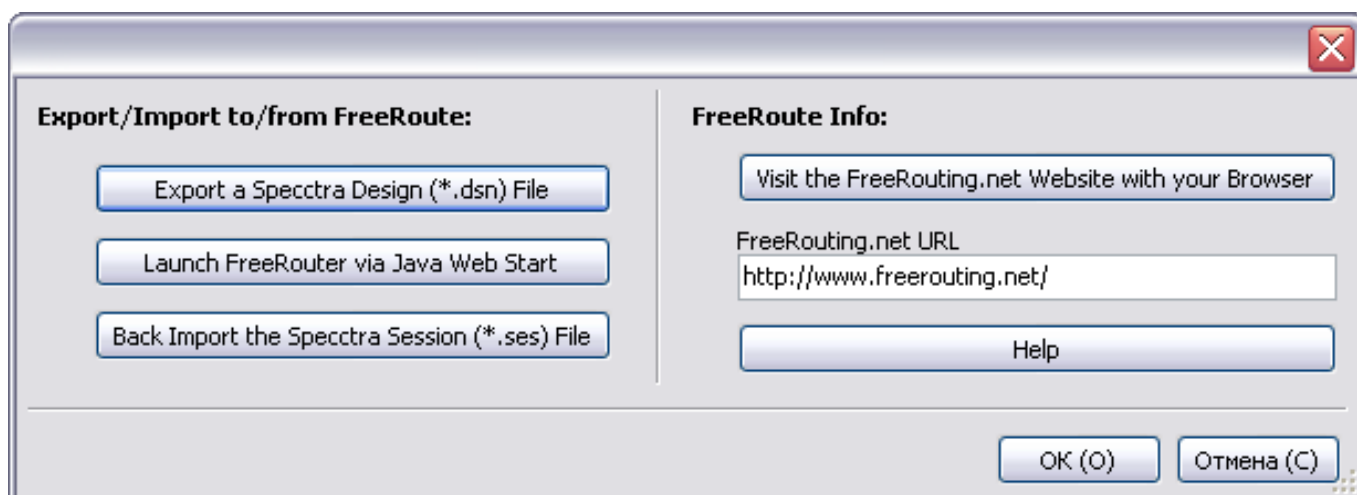 Export/Import to/from FreeRoute:
Export a Specctra Design (*.dsn) File
Launch FreeRouter via Java Web Start
Back Import the Specctra Session (*.ses) File
FreeRoute Info:
Visit the FreeRouting.net Website with your Browser
FreeRouting.net URL
http://www.freerouting.net/
Help
OK (O)
Отмена (C)